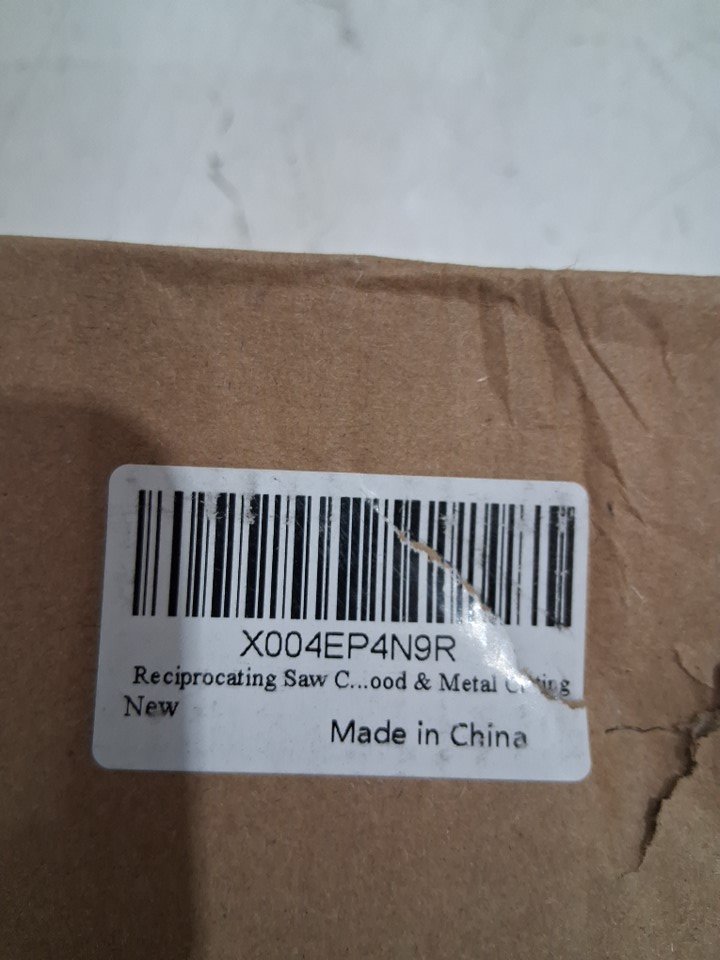 X004EP4N9R
Reciprocating Saw C...ood & Metal
New
Made in China